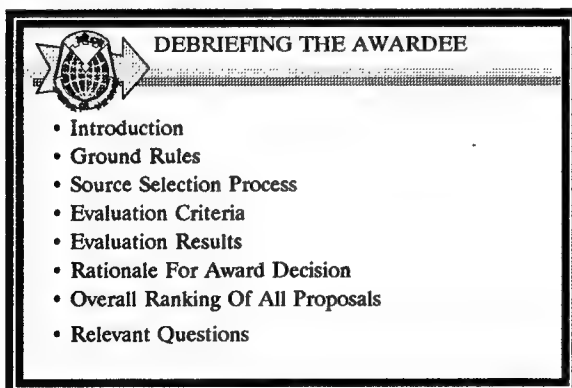 DEBRIEFING THE AWARDEE
• Introduction
• Ground Rules
• Source Selection Process
• Evaluation Criteria
• Evaluation Results
• Rationale For Award Decision
• Overall Ranking Of All Proposals
• Relevant Questions